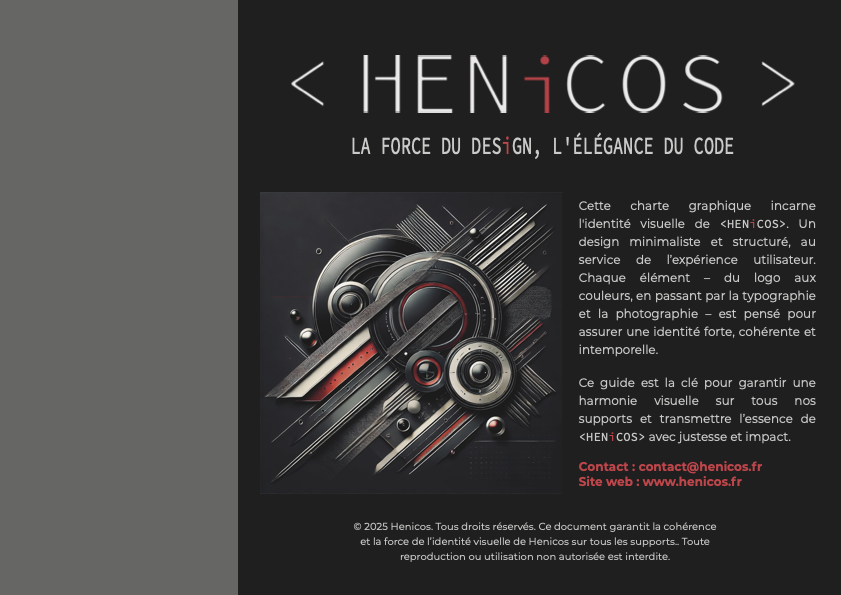 < HENiCOS >
LA FORCE DU DESiGN, L'ÉLÉGANCE DU CODE
Cette charte graphique incarne
l'identité visuelle de <HENiCOS>. Un
design minimaliste et structuré, au
service de l'expérience utilisateur.
Chaque élément – du logo aux
couleurs, en passant par la typographie
et la photographie – est pensé pour
assurer une identité forte, cohérente et
intemporelle.
Ce guide est la clé pour garantir une
harmonie visuelle sur tous nos
supports et transmettre l'essence de
<HENiCOS> avec justesse et impact.
Contact : contact@henicos.fr
Site web : www.henicos.fr
© 2025 Henicos. Tous droits réservés. Ce document garantit la cohérence
et la force de l'identité visuelle de Henicos sur tous les supports.. Toute
reproduction ou utilisation non autorisée est interdite.